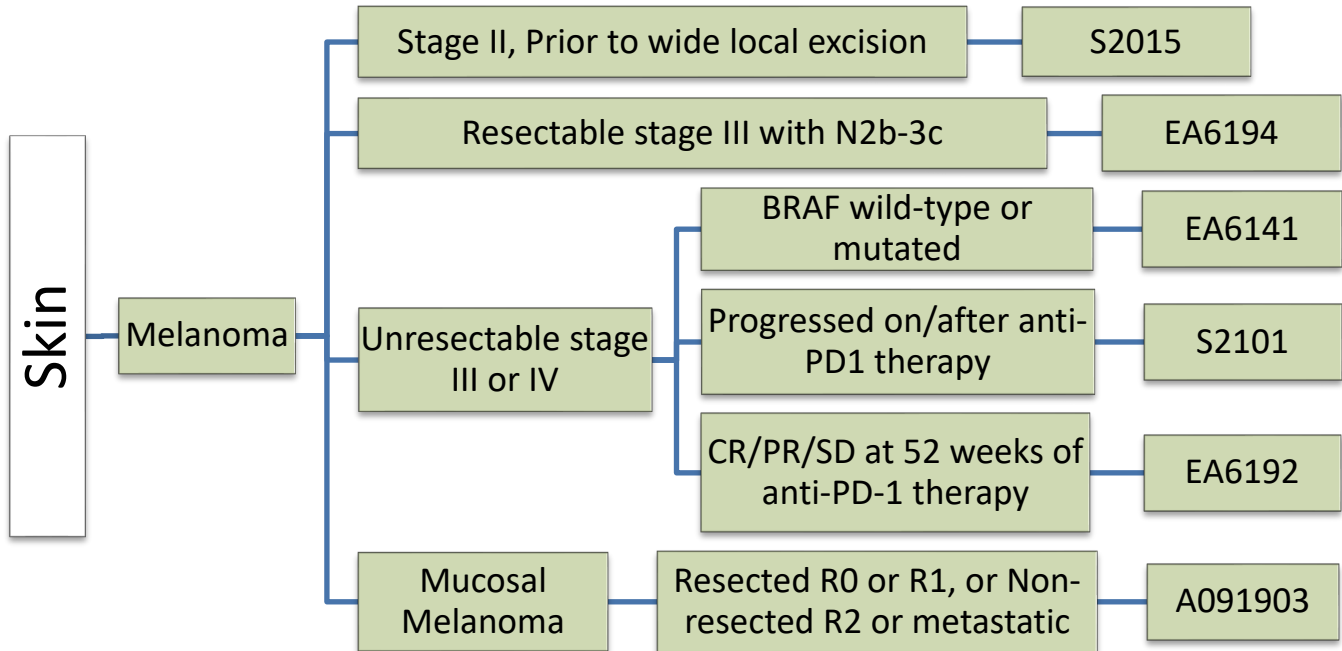 Skin
Melanoma
Stage II, Prior to wide local excision
S2015
Resectable stage III with N2b-3c
EA6194
Unresectable stage
III or IV
BRAF wild-type or
mutated
EA6141
Progressed on/after anti-
PD1 therapy
S2101
CR/PR/SD at 52 weeks of
anti-PD-1 therapy
EA6192
Mucosal
Melanoma
Resected R0 or R1, or Non-
resected R2 or metastatic
A091903